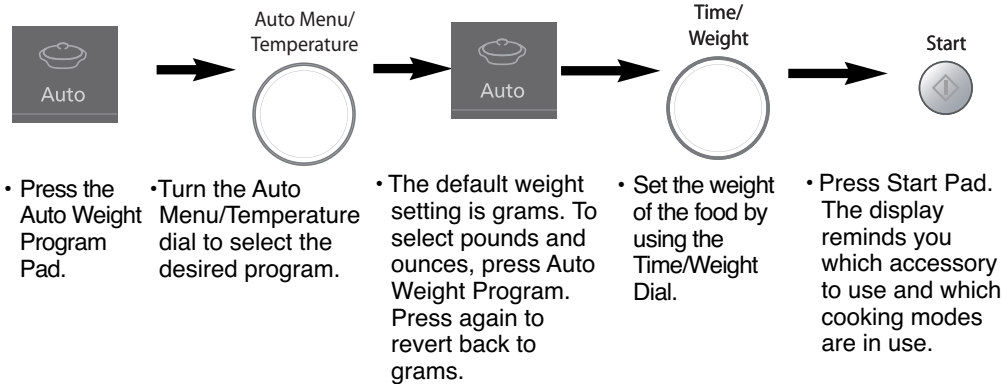 Auto
Auto Menu/
Temperature
Auto
Time/
Weight
Start
• Press the
Auto Weight
Program
Pad.
•Turn the Auto
Menu/Temperature
dial to select the
desired program.
• The default weight
setting is grams. To
select pounds and
ounces, press Auto
Weight Program.
Press again to
revert back to
grams.
• Set the weight
of the food by
using the
Time/Weight
Dial.
• Press Start Pad.
The display
reminds you
which accessory
to use and which
cooking modes
are in use.